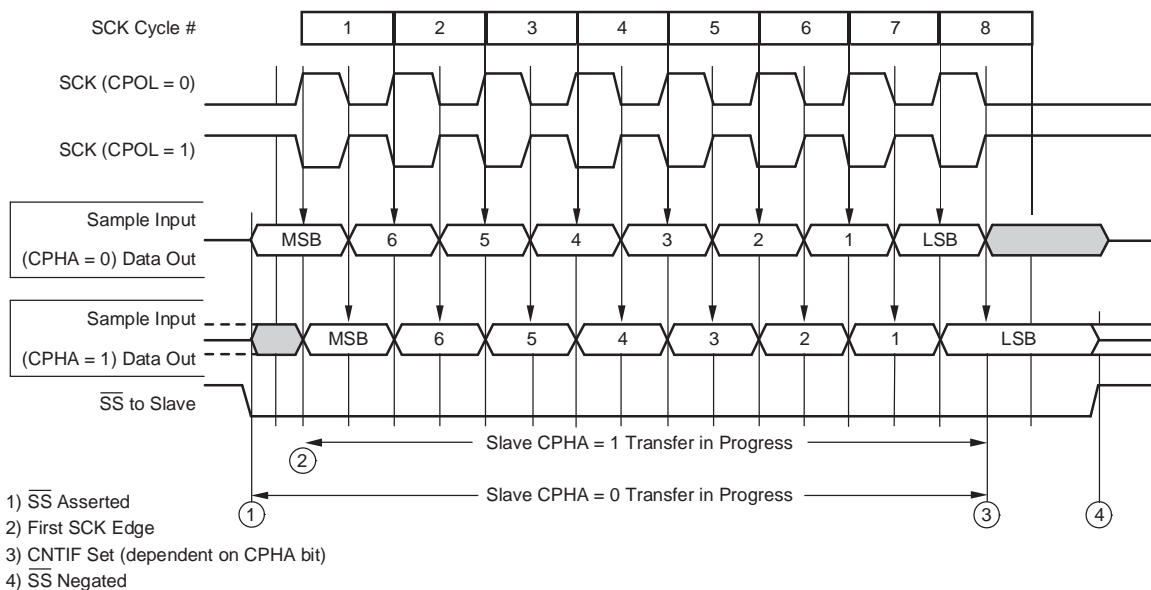 SCK Cycle #
1 2 3 4 5 6 7 8
SCK (CPOL = 0)
SCK (CPOL = 1)
Sample Input
MSB 6 5 4 3 2 1 LSB
(CPHA = 0) Data Out
Sample Input
MSB 6 5 4 3 2 1 LSB
(CPHA = 1) Data Out
SS to Slave
Slave CPHA = 1 Transfer in Progress
2
Slave CPHA = 0 Transfer in Progress
1 3 4
1) SS Asserted
2) First SCK Edge
3) CNTIF Set (dependent on CPHA bit)
4) SS Negated